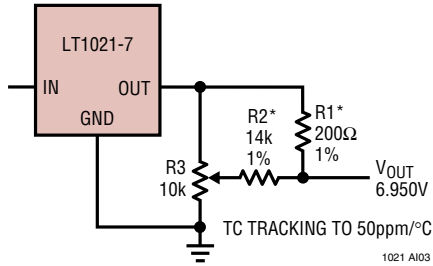 LT1021-7
IN
OUT
GND
R2*
14k
1%
R1*
200Ω
1%
R3
10k
VOUT
6.950V
TC TRACKING TO 50ppm/°C
1021 AI03